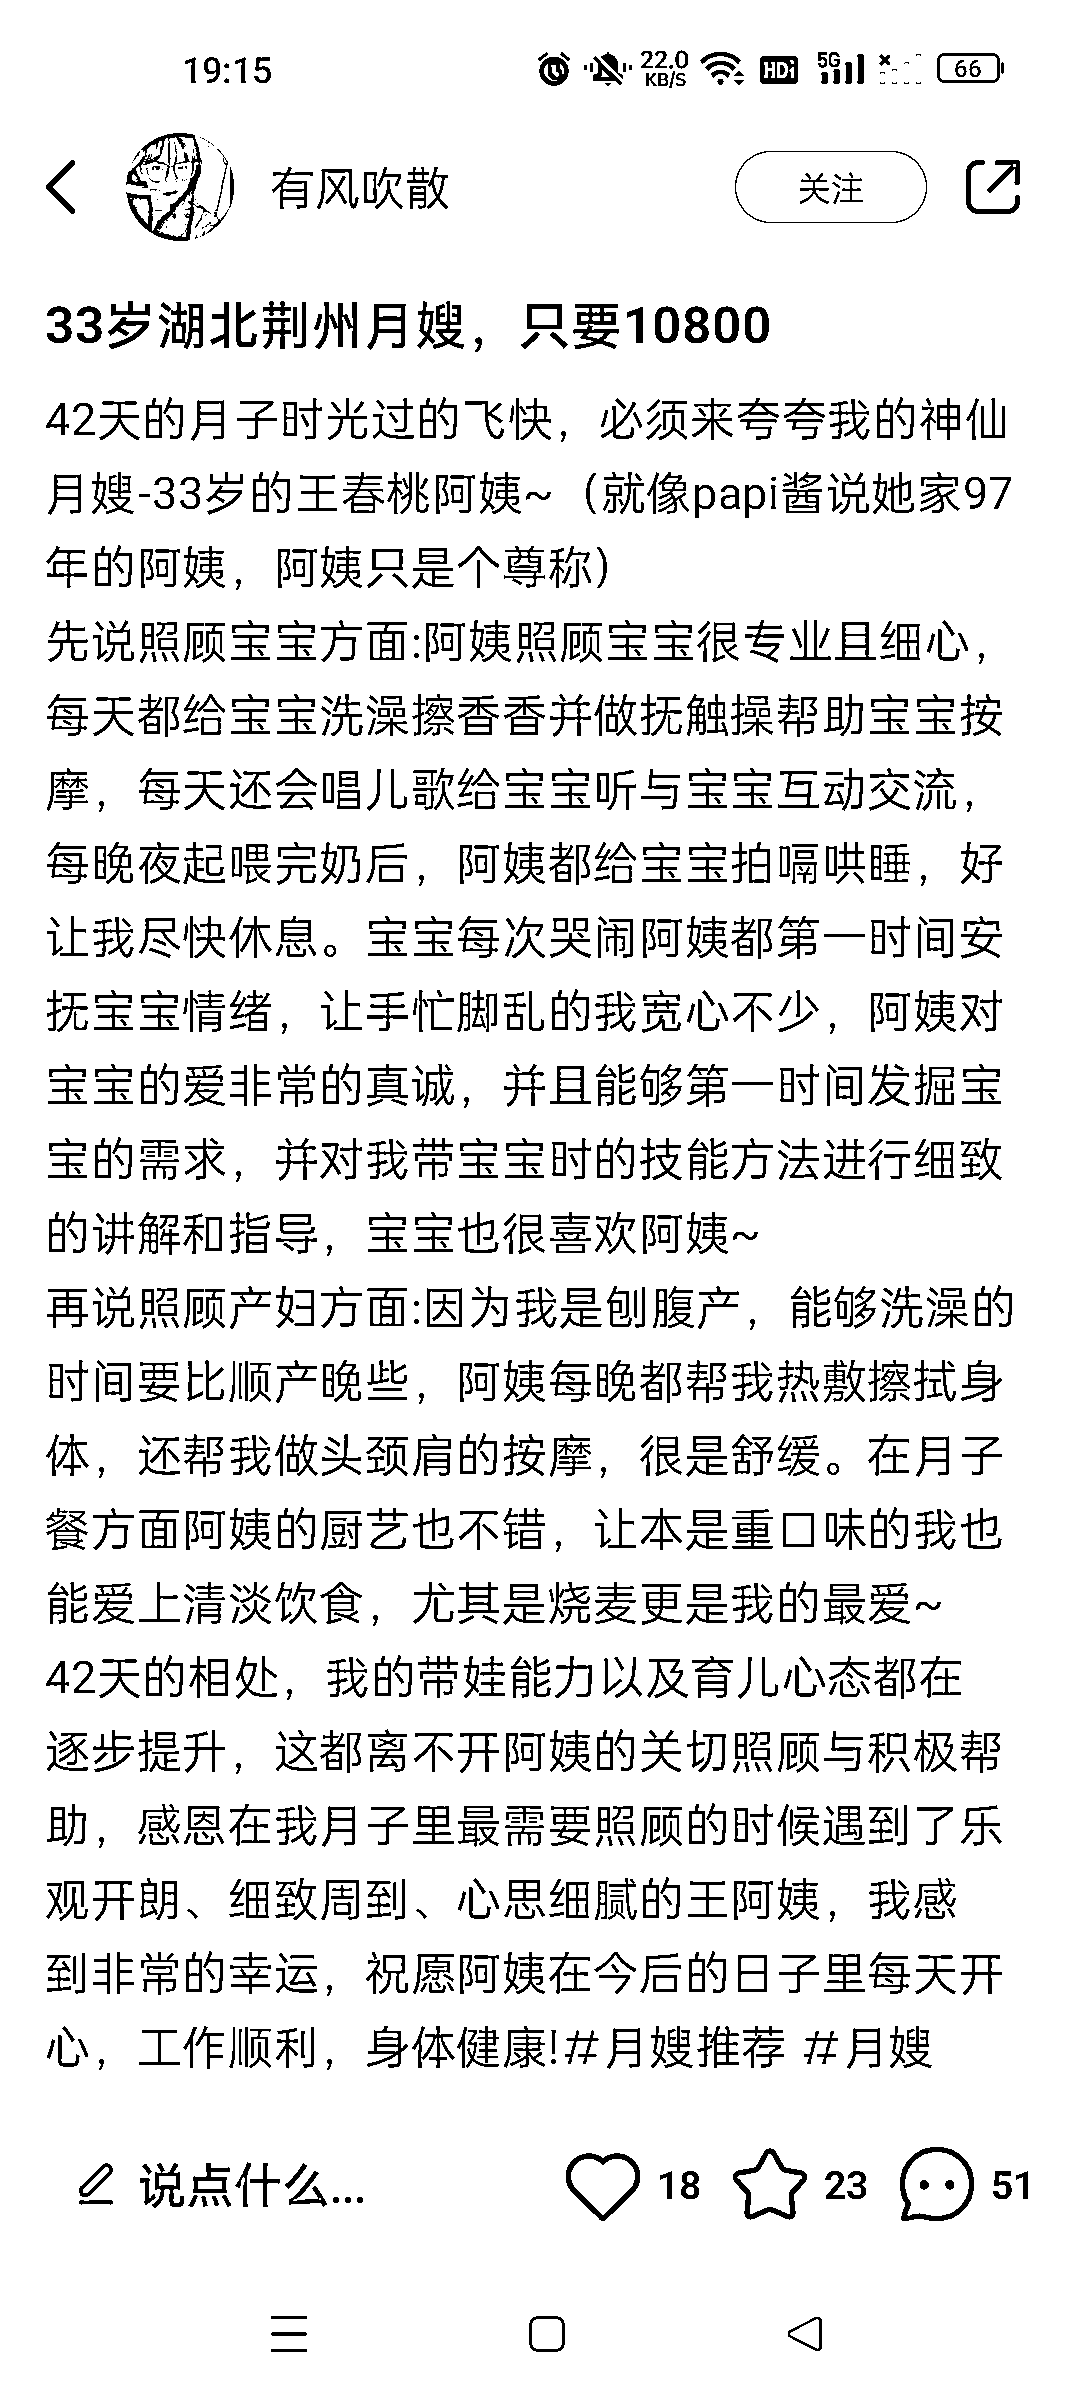 19:15
22.0 KB/S HDi 5G 66
有风吹散
关注
33岁湖北荆州月嫂，只要10800
42天的月子时光过的飞快，必须来夸夸我的神仙
月嫂-33岁的王春桃阿姨~（就像papi酱说她家97
年的阿姨，阿姨只是个尊称）
先说照顾宝宝方面:阿姨照顾宝宝很专业且细心，
每天都给宝宝洗澡擦香香并做抚触操帮助宝宝按
摩，每天还会唱儿歌给宝宝听与宝宝互动交流，
每晚夜起喂完奶后，阿姨都给宝宝拍嗝哄睡，好
让我尽快休息。宝宝每次哭闹阿姨都第一时间安
抚宝宝情绪，让手忙脚乱的我宽心不少，阿姨对
宝宝的爱非常的真诚，并且能够第一时间发掘宝
宝的需求，并对我带宝宝时的技能方法进行细致
的讲解和指导，宝宝也很喜欢阿姨~
再说照顾产妇方面:因为我是刨腹产，能够洗澡的
时间要比顺产晚些，阿姨每晚都帮我热敷擦拭身
体，还帮我做头颈肩的按摩，很是舒缓。在月子
餐方面阿姨的厨艺也不错，让本是重口味的我也
能爱上清淡饮食，尤其是烧麦更是我的最爱~
42天的相处，我的带娃能力以及育儿心态都在
逐步提升，这都离不开阿姨的关切照顾与积极帮
助，感恩在我月子里最需要照顾的时候遇到了乐
观开朗、细致周到、心思细腻的王阿姨，我感
到非常的幸运，祝愿阿姨在今后的日子里每天开
心，工作顺利，身体健康!#月嫂推荐 #月嫂
说点什么...
18
23
51